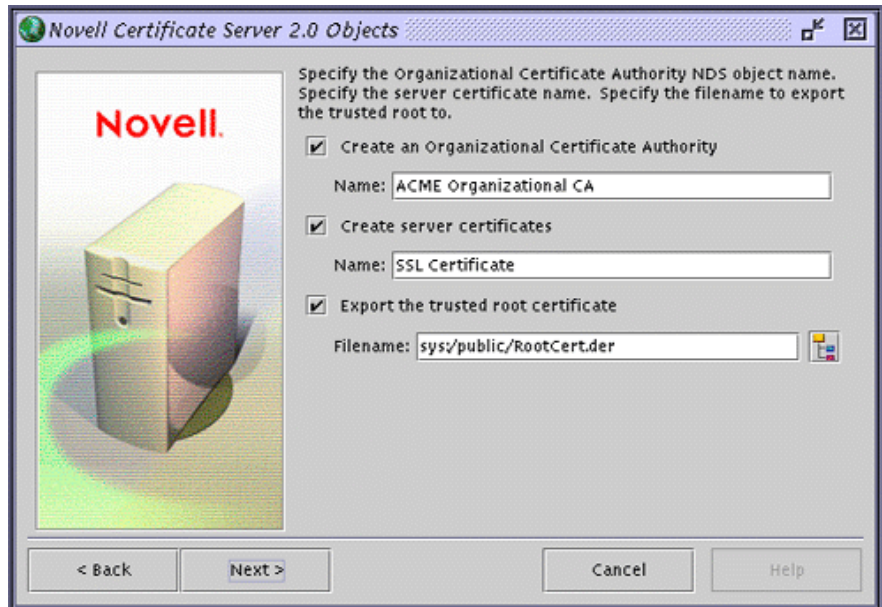 Novell Certificate Server 2.0 Objects
Novell.
Specify the Organizational Certificate Authority NDS object name.
Specify the server certificate name. Specify the filename to export
the trusted root to.
Create an Organizational Certificate Authority
Name: ACME Organizational CA
Create server certificates
Name: SSL Certificate
Export the trusted root certificate
Filename: sys:/public/RootCert.der
< Back Next > Cancel Help